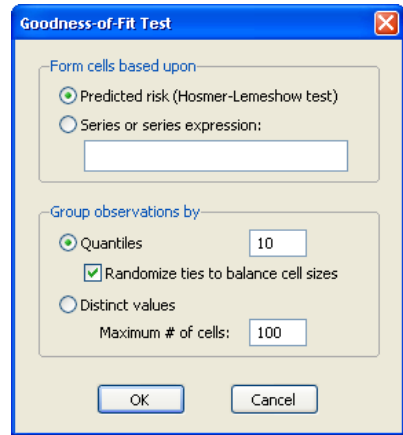 Goodness-of-Fit Test
Form cells based upon
Predicted risk (Hosmer-Lemeshow test)
Series or series expression:
Group observations by
Quantiles 10
Randomize ties to balance cell sizes
Distinct values
Maximum # of cells: 100
OK Cancel